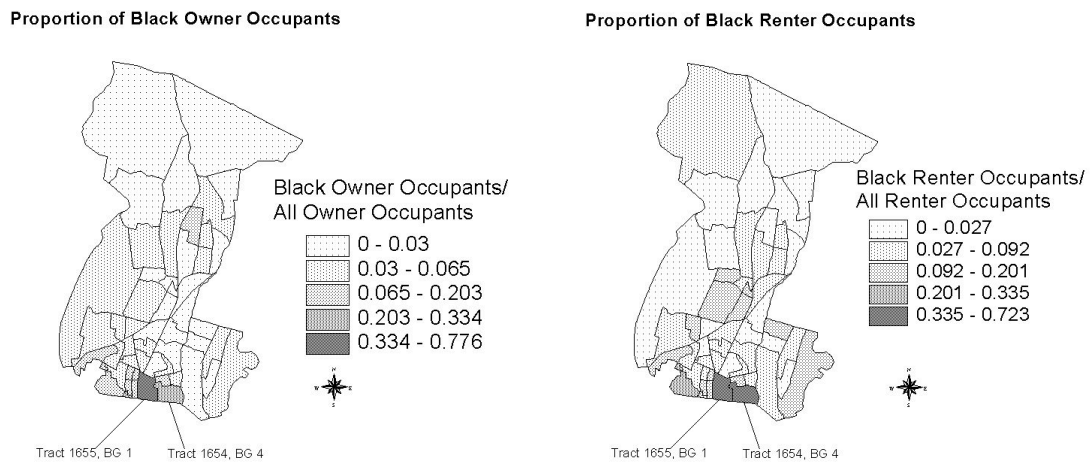 Proportion of Black Owner Occupants
Black Owner Occupants/
All Owner Occupants
0 - 0.03
0.03 - 0.065
0.065 - 0.203
0.203 - 0.334
0.334 - 0.776
N
W E
S
Tract 1655, BG 1 Tract 1654, BG 4
Proportion of Black Renter Occupants
Black Renter Occupants/
All Renter Occupants
0 - 0.027
0.027 - 0.092
0.092 - 0.201
0.201 - 0.335
0.335 - 0.723
N
W E
S
Tract 1655, BG 1 Tract 1654, BG 4